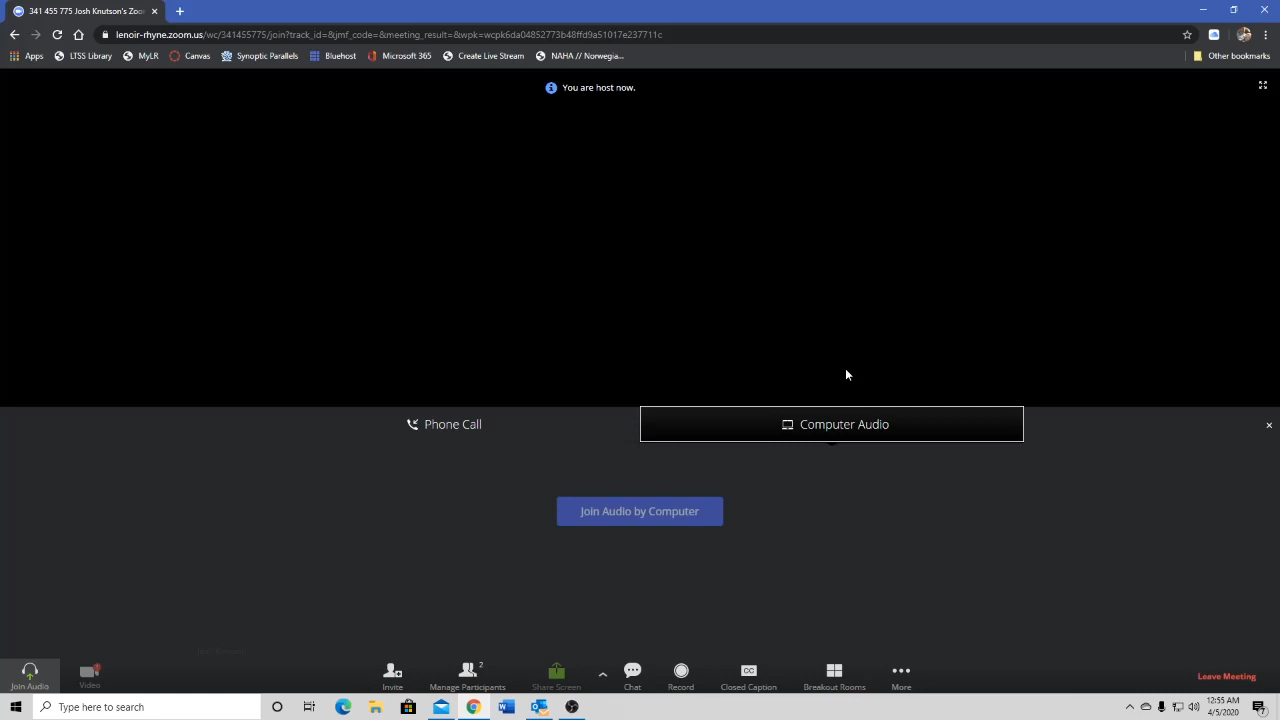 341 455 775 Josh Knutson's Zoo
lenoir-rhyne.zoom.us/wc/341455775/join?track_id=&jmf_code=&meeting_result=&wpk=wcpk6da04852773b48ffd9a51017e237711c
Apps LTSS Library MyLR Canvas Synoptic Parallels Bluehost Microsoft 365 Create Live Stream NAHA // Norwegia... Other bookmarks
You are host now.
Phone Call Computer Audio
Join Audio by Computer
2
Join Audio Video Invite Manage Participants Share Screen Chat Record CC Closed Caption Breakout Rooms More Leave Meeting
Type here to search
12:55 AM
4/5/2020